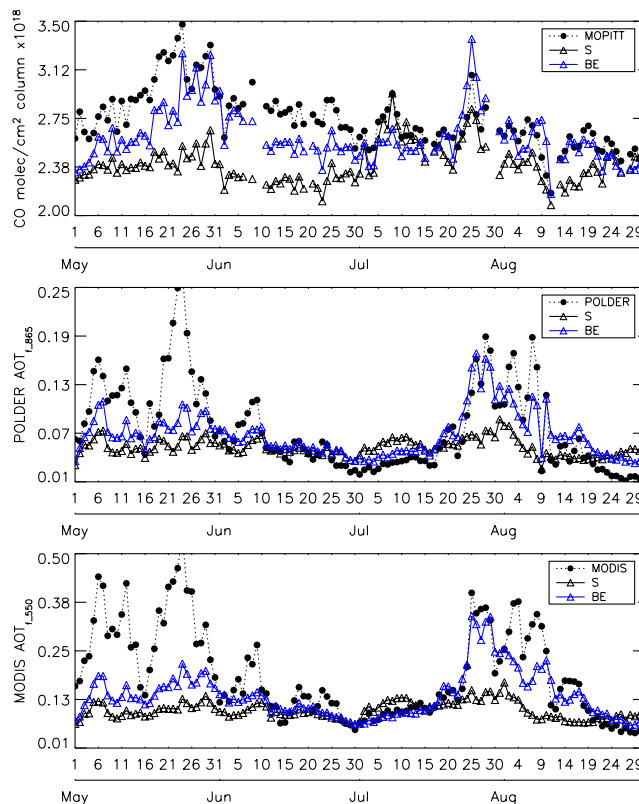 CO molec/cm² column x10¹⁸
3.50
3.12
2.75
2.38
2.00
MOPITT
S
BE
1 6 11 16 21 26 31 5 10 15 20 25 30 5 10 15 20 25 30 4 9 14 19 24 29
May Jun Jul Aug
POLDER AOT f_865
0.25
0.19
0.13
0.07
0.01
POLDER
S
BE
1 6 11 16 21 26 31 5 10 15 20 25 30 5 10 15 20 25 30 4 9 14 19 24 29
May Jun Jul Aug
MODIS AOT f_550
0.50
0.38
0.25
0.13
0.01
MODIS
S
BE
1 6 11 16 21 26 31 5 10 15 20 25 30 5 10 15 20 25 30 4 9 14 19 24 29
May Jun Jul Aug